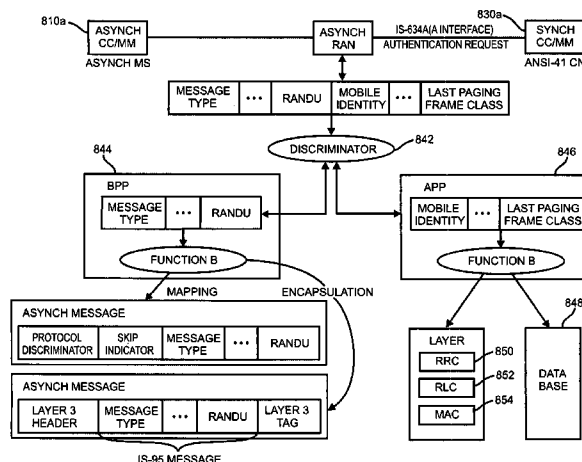 810a
830a
ASYNCH
CC/MM
ASYNCH
RAN
IS-634A(A INTERFACE)
AUTHENTICATION REQUEST
SYNCH
CC/MM
ASYNCH MS
ANSI-41 CN
MESSAGE
TYPE
...
RANDU
MOBILE
IDENTITY
...
LAST PAGING
FRAME CLASS
DISCRIMINATOR
842
844
846
BPP
MESSAGE
TYPE
...
RANDU
APP
MOBILE
IDENTITY
...
LAST PAGING
FRAME CLASS
FUNCTION B
FUNCTION B
MAPPING
ENCAPSULATION
ASYNCH MESSAGE
PROTOCOL
DISCRIMINATOR
SKIP
INDICATOR
MESSAGE
TYPE
...
RANDU
ASYNCH MESSAGE
LAYER 3
HEADER
MESSAGE
TYPE
...
RANDU
LAYER 3
TAG
IS-95 MESSAGE
LAYER
RRC
850
RLC
852
MAC
854
848
DATA
BASE